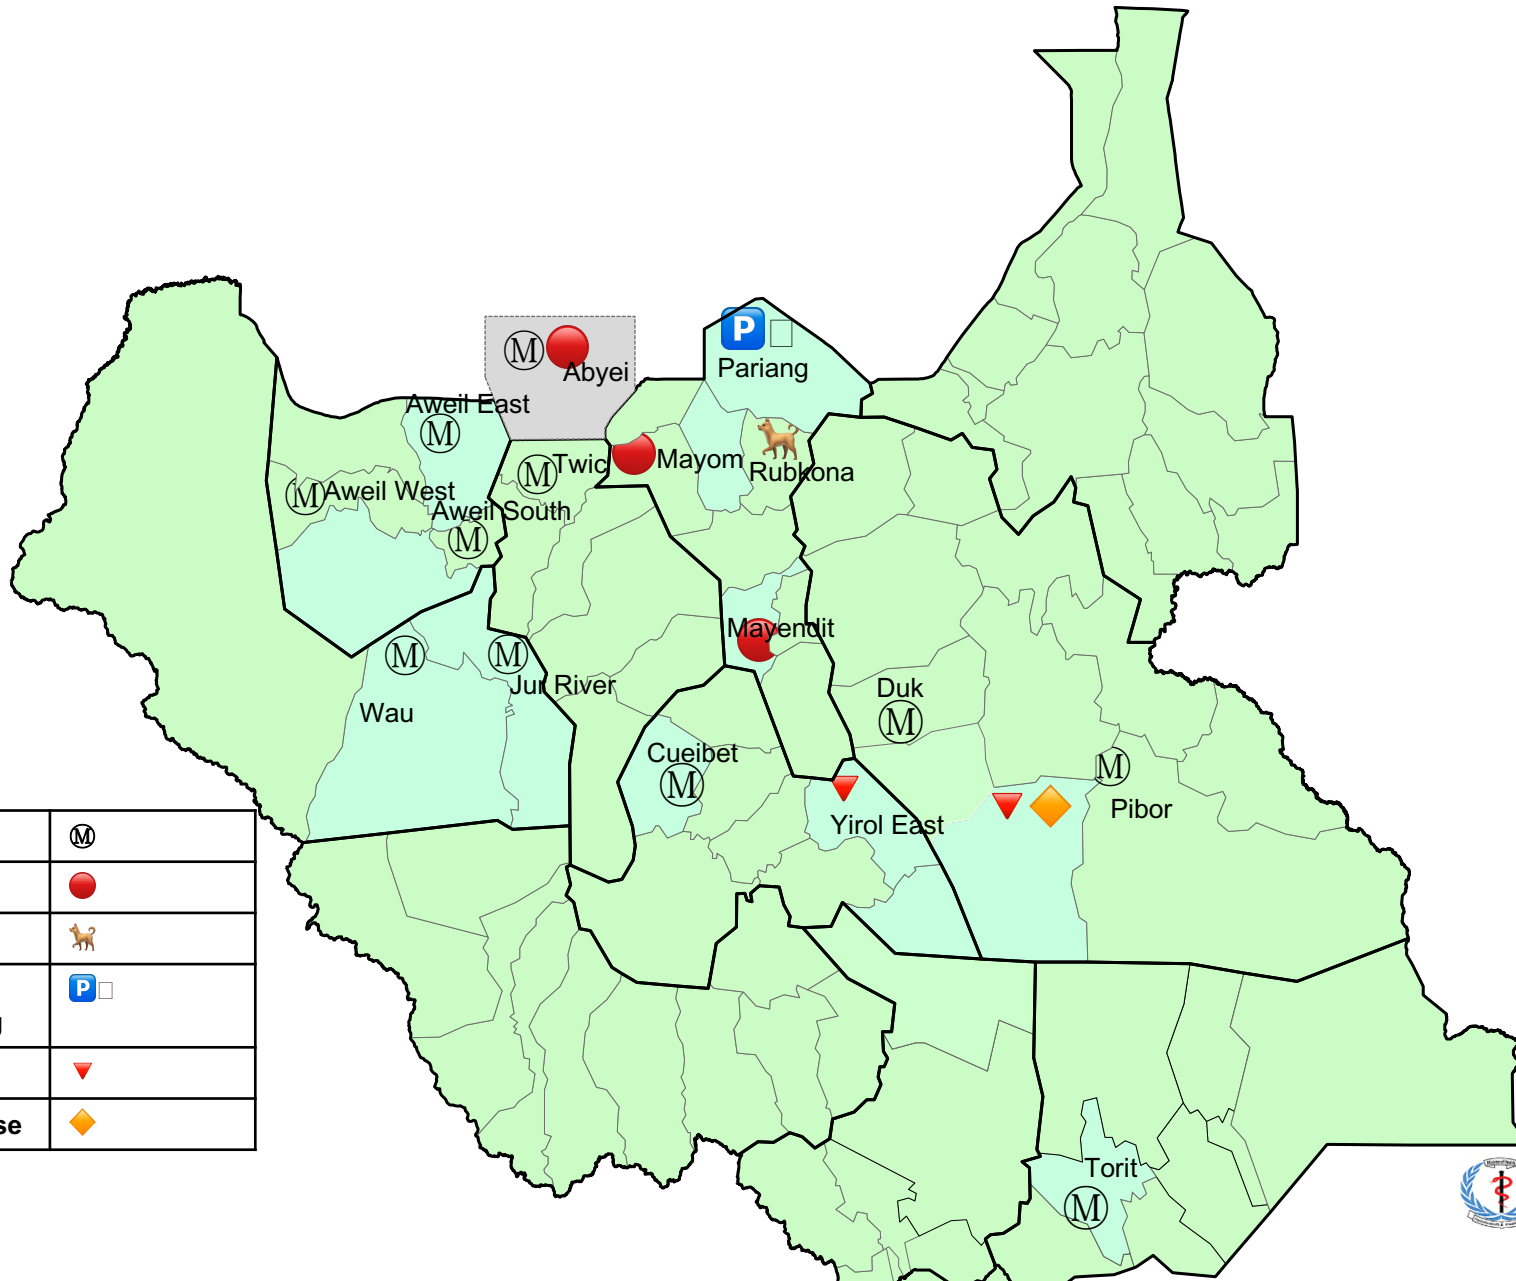 P
Pariang
Ⓜ
Abyei
Aweil East
Ⓜ
Ⓜ
Twic
Mayom
Rubkona
Ⓜ
Aweil West
Aweil South
Ⓜ
Mayendit
Ⓜ
Ⓜ
Jur River
Wau
Duk
Ⓜ
Cueibet
Ⓜ
Ⓜ
Pibor
Yirol East
Ⓜ
P
se
Torit
Ⓜ